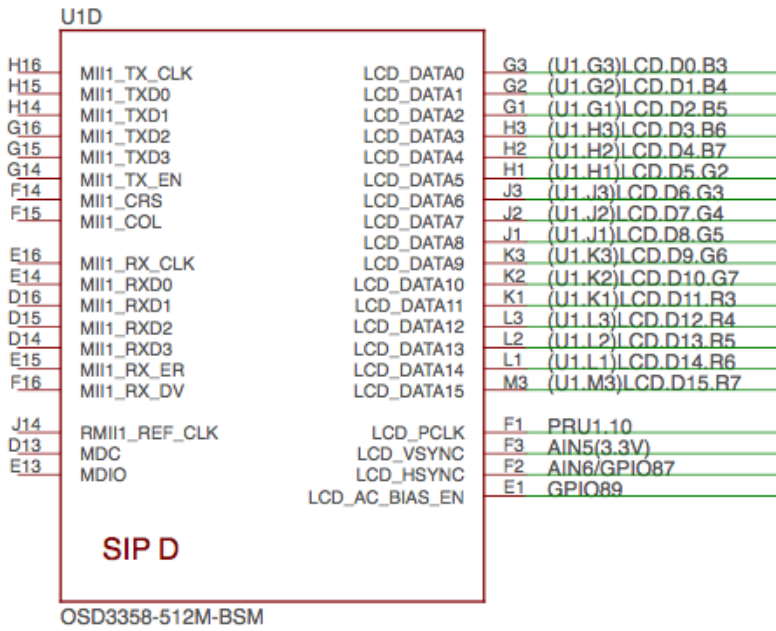 U1D
H16 MII1_TX_CLK LCD_DATA0 G3 (U1.G3)LCD.D0.B3
H15 MII1_TXD0 LCD_DATA1 G2 (U1.G2)LCD.D1.B4
H14 MII1_TXD1 LCD_DATA2 G1 (U1.G1)LCD.D2.B5
G16 MII1_TXD2 LCD_DATA3 H3 (U1.H3)LCD.D3.B6
G15 MII1_TXD3 LCD_DATA4 H2 (U1.H2)LCD.D4.B7
G14 MII1_TX_EN LCD_DATA5 H1 (U1.H1)LCD.D5.G2
F14 MII1_CRS LCD_DATA6 J3 (U1.J3)LCD.D6.G3
F15 MII1_COL LCD_DATA7 J2 (U1.J2)LCD.D7.G4
LCD_DATA8 J1 (U1.J1)LCD.D8.G5
E16 MII1_RX_CLK LCD_DATA9 K3 (U1.K3)LCD.D9.G6
E14 MII1_RXD0 LCD_DATA10 K2 (U1.K2)LCD.D10.G7
D16 MII1_RXD1 LCD_DATA11 K1 (U1.K1)LCD.D11.R3
D15 MII1_RXD2 LCD_DATA12 L3 (U1.L3)LCD.D12.R4
D14 MII1_RXD3 LCD_DATA13 L2 (U1.L2)LCD.D13.R5
E15 MII1_RX_ER LCD_DATA14 L1 (U1.L1)LCD.D14.R6
F16 MII1_RX_DV LCD_DATA15 M3 (U1.M3)LCD.D15.R7
J14 RMII1_REF_CLK LCD_PCLK F1 PRU1.10
D13 MDC LCD_VSYNC F3 AIN5(3.3V)
E13 MDIO LCD_HSYNC F2 AIN6/GPIO87
LCD_AC_BIAS_EN E1 GPIO89
SIP D
OSD3358-512M-BSM